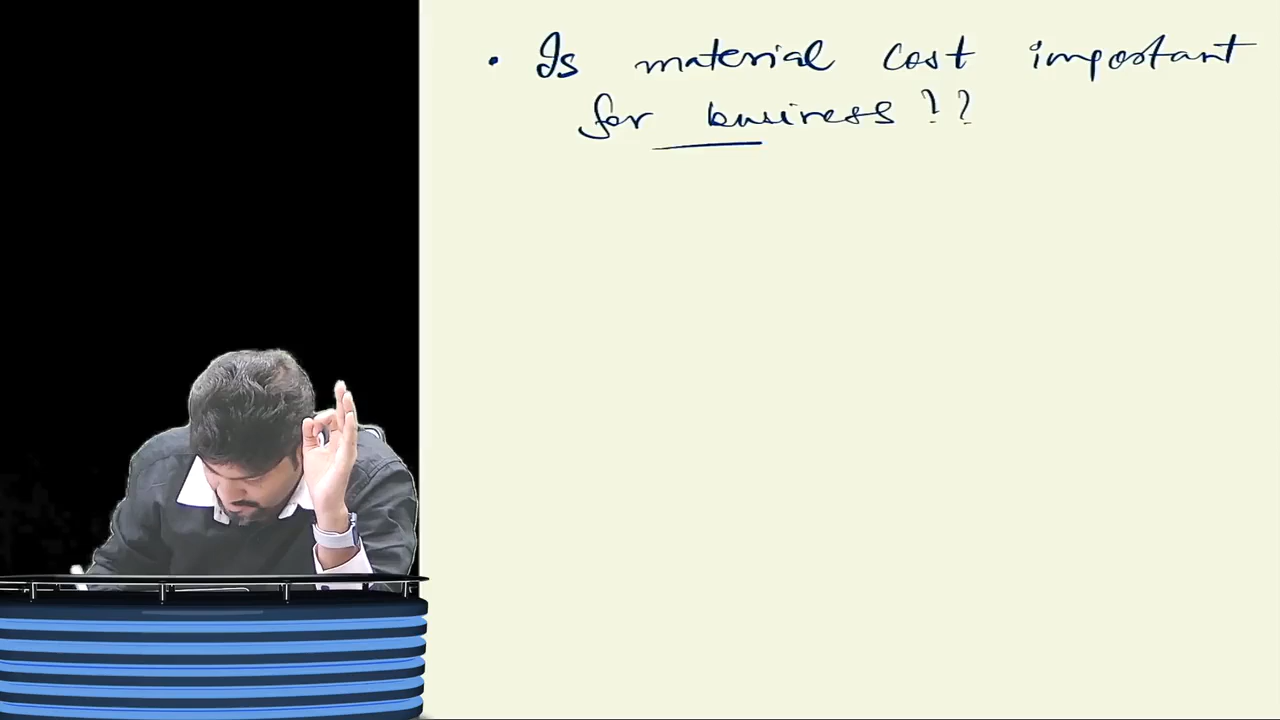 • Is material cost important
for business ??